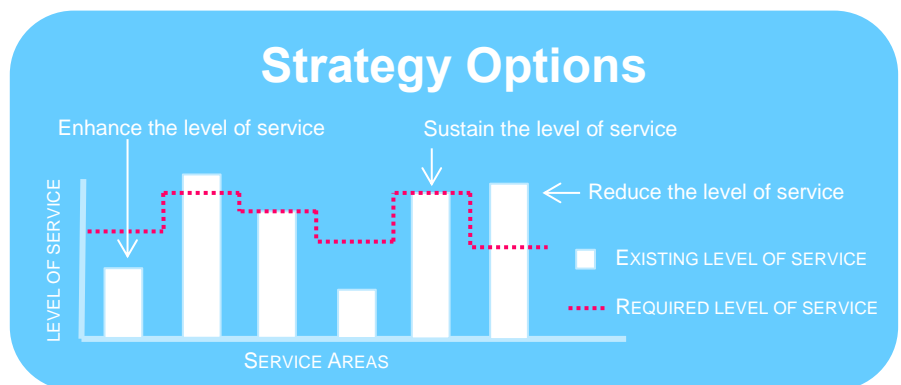 Strategy Options
Enhance the level of service
Sustain the level of service
Reduce the level of service
LEVEL OF SERVICE
EXISTING LEVEL OF SERVICE
REQUIRED LEVEL OF SERVICE
SERVICE AREAS